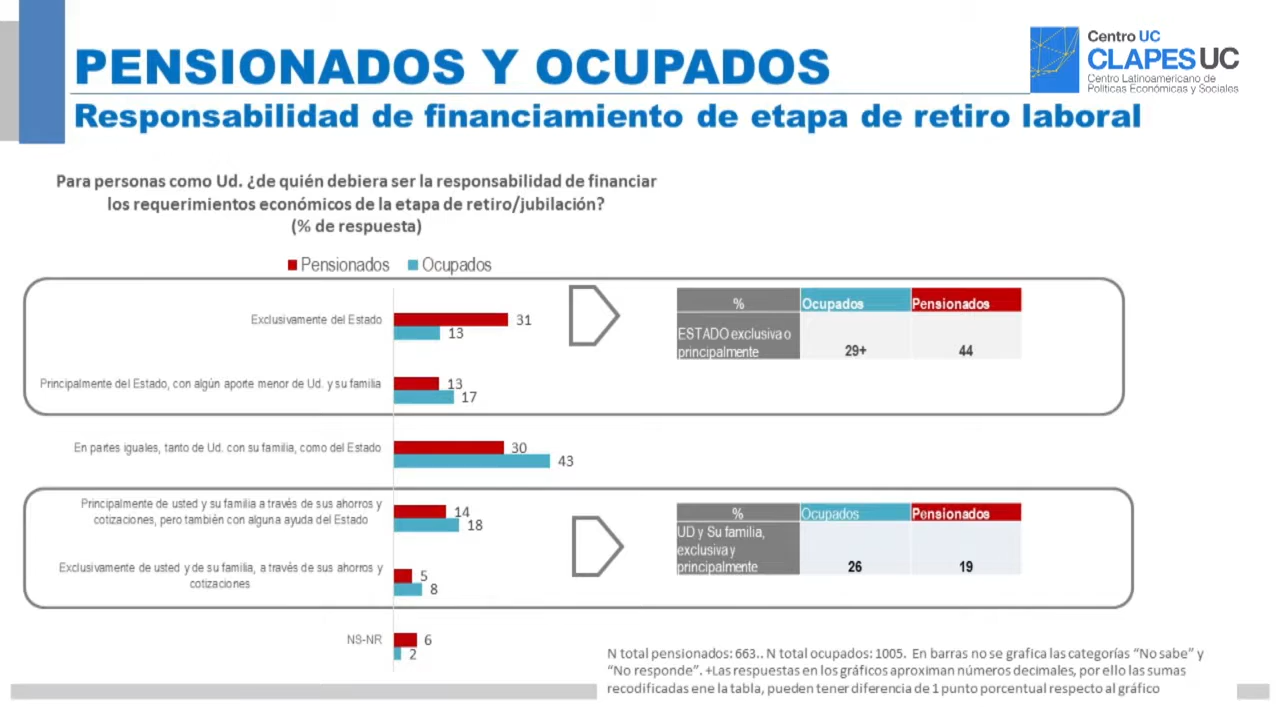 PENSIONADOS Y OCUPADOS
Centro UC
CLAPES UC
Centro Latinoamericano de
Políticas Económicas y Sociales
Responsabilidad de financiamiento de etapa de retiro laboral
Para personas como Ud. ¿de quién debiera ser la responsabilidad de financiar
los requerimientos económicos de la etapa de retiro/jubilación?
(% de respuesta)
Pensionados Ocupados
Exclusivamente del Estado
31
13
Principalmente del Estado, con algún aporte menor de Ud. y su familia
13
17
En partes iguales, tanto de Ud. con su familia, como del Estado
30
43
Principalmente de usted y su familia a través de sus ahorros y
cotizaciones, pero también con alguna ayuda del Estado
14
18
Exclusivamente de usted y de su familia, a través de sus ahorros y
cotizaciones
5
8
NS-NR
6
2
% Ocupados Pensionados
ESTADO exclusiva o
principalmente 29+ 44
% Ocupados Pensionados
UD y Su familia,
exclusiva y
principalmente 26 19
N total pensionados: 663.. N total ocupados: 1005. En barras no se grafica las categorías “No sabe” y
“No responde”. +Las respuestas en los gráficos aproximan números decimales, por ello las sumas
recodificadas ene la tabla, pueden tener diferencia de 1 punto porcentual respecto al gráfico